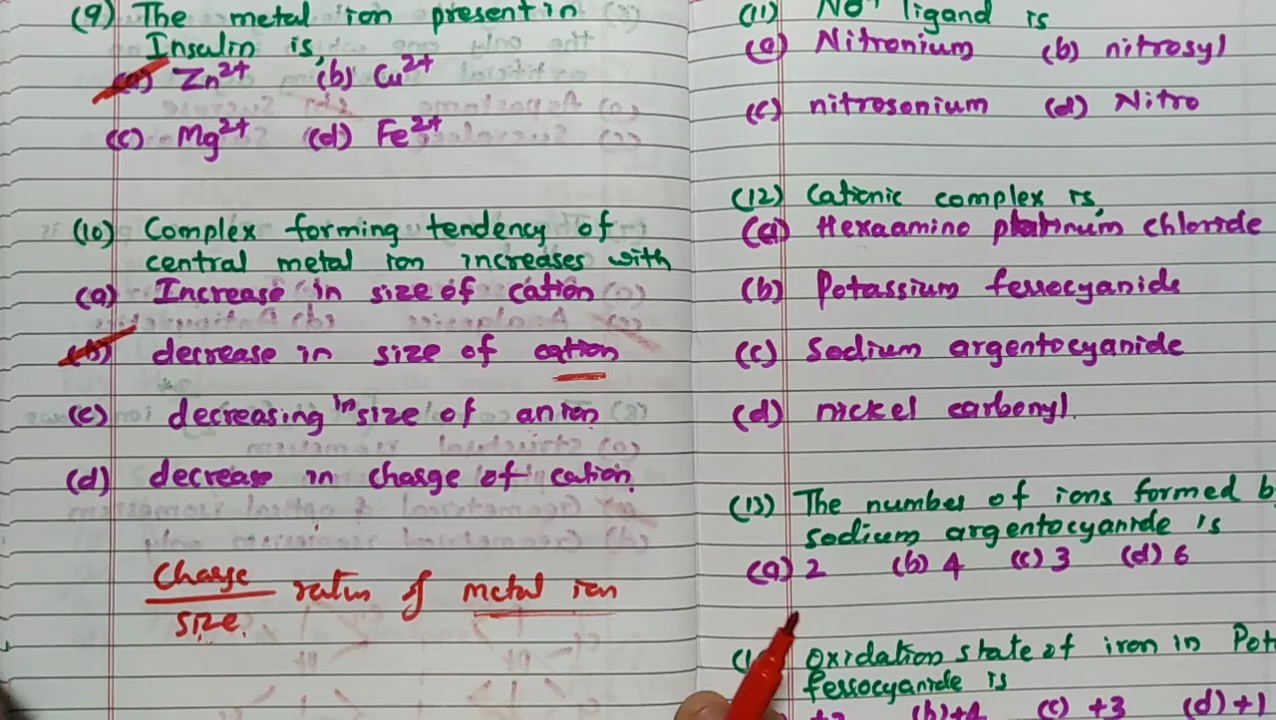 (9) The metal ion present in
Insulin is,
(a) Zn2+ (b) Cu2+
(c) Mg2+ (d) Fe2+
(10) Complex forming tendency of
central metal ion increases with
(a) Increase in size of cation
(b) decrease in size of cation
(c) decreasing in size of anion.
(d) decrease in charge of cation.
Charge
size.
ratio of metal ion
(11) ligand is
(a) Nitronium (b) nitrosyl
(c) nitrosonium (d) Nitro
(12) Cationic complex is,
(a) Hexaamino platinum chloride
(b) Potassium ferrocyanide
(c) Sodium argentocyanide
(d) nickel carbonyl.
(13) The number of ions formed b
sodium argentocyanide is
(a) 2 (b) 4 (c) 3 (d) 6
Oxidation state of iron in Pot
ferrocyanide is
(b) +4 (c) +3 (d) +1